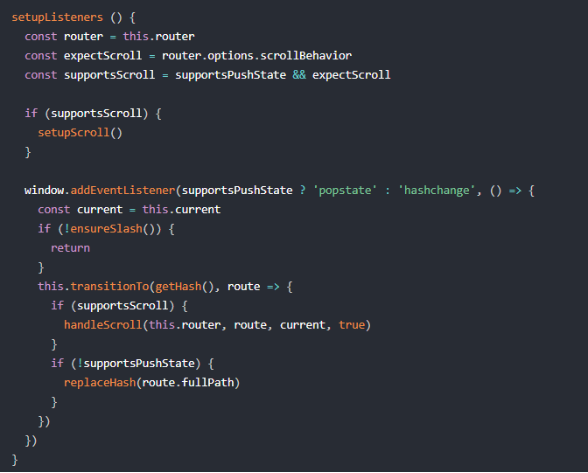 setupListeners () {
  const router = this.router
  const expectScroll = router.options.scrollBehavior
  const supportsScroll = supportsPushState && expectScroll

  if (supportsScroll) {
    setupScroll()
  }

  window.addEventListener(supportsPushState ? 'popstate' : 'hashchange', () => {
    const current = this.current
    if (!ensureSlash()) {
      return
    }
    this.transitionTo(getHash(), route => {
      if (supportsScroll) {
        handleScroll(this.router, route, current, true)
      }
      if (!supportsPushState) {
        replaceHash(route.fullPath)
      }
    })
  })
}